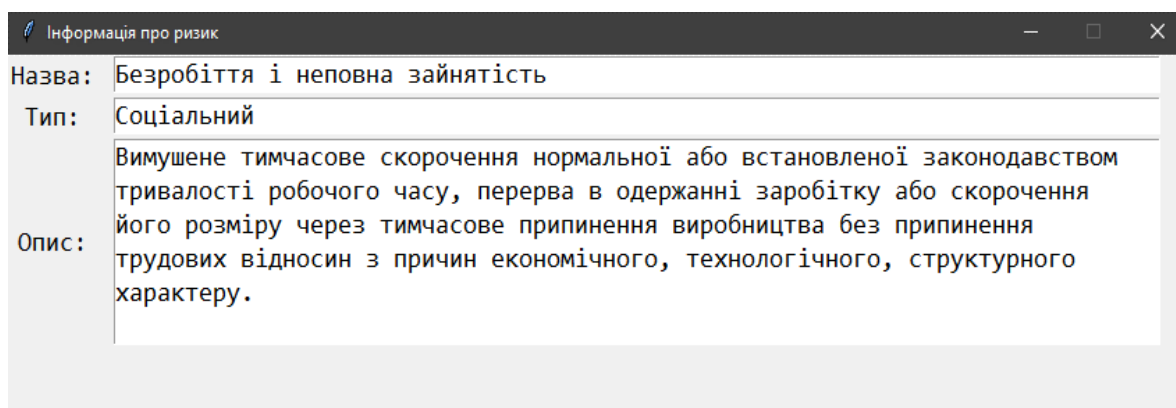 Інформація про ризик
Назва: Безробіття і неповна зайнятість
Тип: Соціальний
Опис: Вимушене тимчасове скорочення нормальної або встановленої законодавством
тривалості робочого часу, перерва в одержанні заробітку або скорочення
його розміру через тимчасове припинення виробництва без припинення
трудових відносин з причин економічного, технологічного, структурного
характеру.